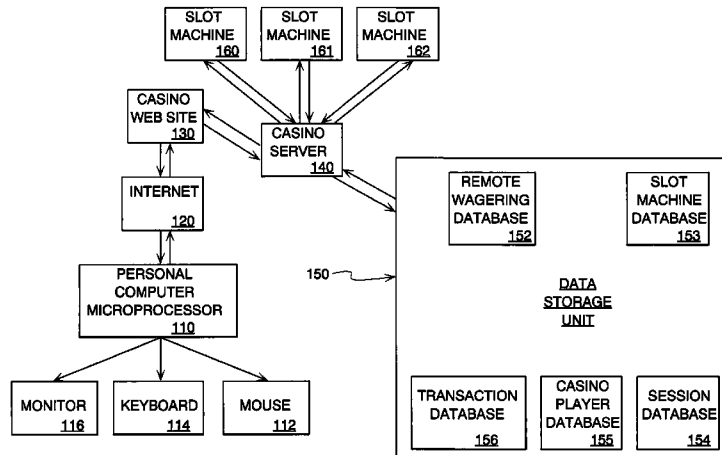 SLOT
MACHINE
160
SLOT
MACHINE
161
SLOT
MACHINE
162
CASINO
WEB SITE
130
CASINO
SERVER
140
INTERNET
120
PERSONAL
COMPUTER
MICROPROCESSOR
110
MONITOR
116
KEYBOARD
114
MOUSE
112
150
REMOTE
WAGERING
DATABASE
152
SLOT
MACHINE
DATABASE
153
DATA
STORAGE
UNIT
TRANSACTION
DATABASE
156
CASINO
PLAYER
DATABASE
155
SESSION
DATABASE
154